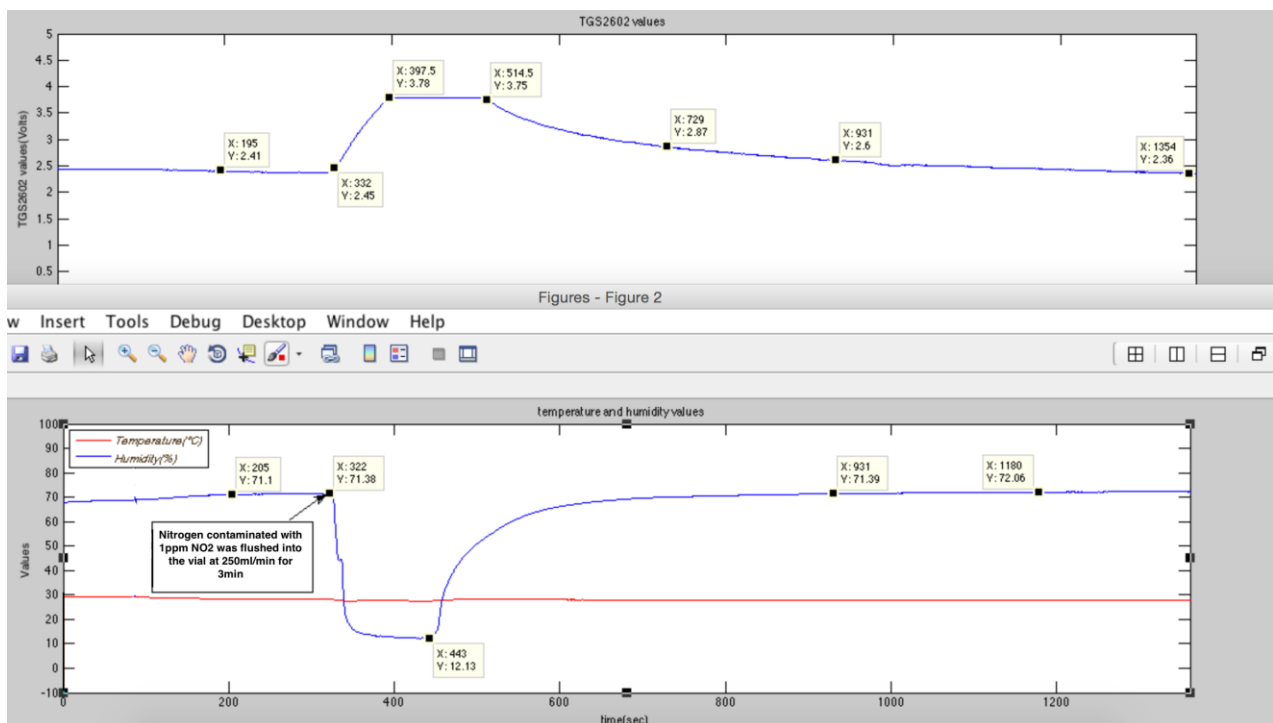 TGS2602 values
5
4.5
4
3.5
3
2.5
2
1.5
1
0.5
TGS2602 values(Volts)
X: 195
Y: 2.41
X: 332
Y: 2.45
X: 397.5
Y: 3.78
X: 514.5
Y: 3.75
X: 729
Y: 2.87
X: 931
Y: 2.6
X: 1354
Y: 2.36
Figures - Figure 2
w Insert Tools Debug Desktop Window Help
temperature and humidity values
100
90
80
70
60
50
40
30
20
10
0
-10
Values
Temperature(°C)
Humidity(%)
X: 205
Y: 71.1
X: 322
Y: 71.38
Nitrogen contaminated with
1ppm NO2 was flushed into
the vial at 250ml/min for
3min
X: 443
Y: 12.13
X: 931
Y: 71.39
X: 1180
Y: 72.06
0 200 400 600 800 1000 1200
time(sec)